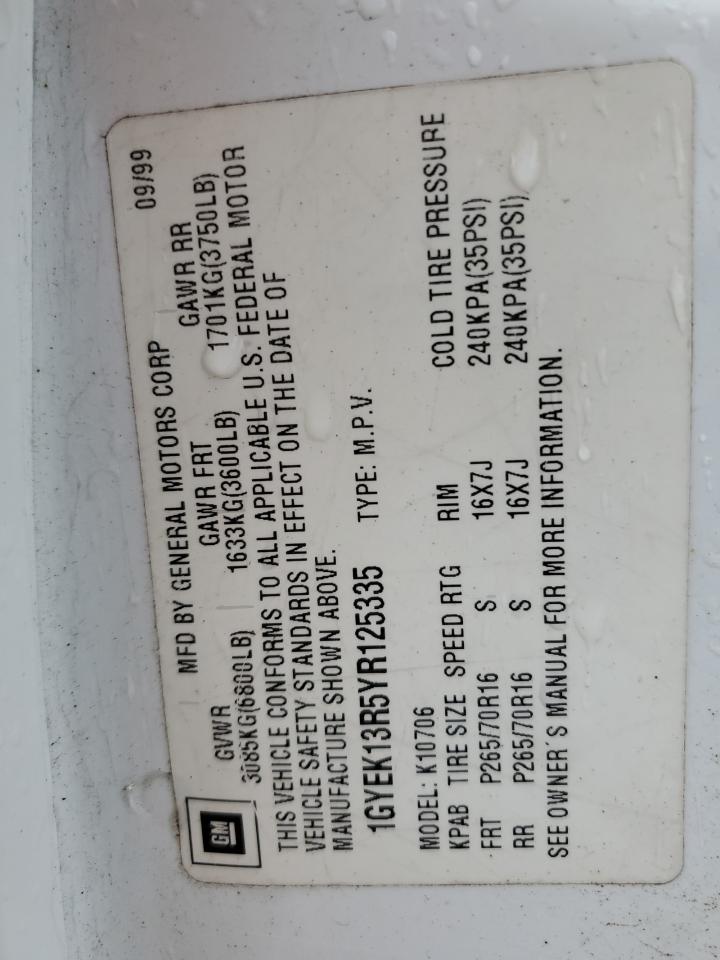 GM
MFD BY GENERAL MOTORS CORP 09/99
GVWR GAWR FRT GAWR RR
3085KG(6800LB) 1633KG(3600LB) 1701KG(3750LB)
THIS VEHICLE CONFORMS TO ALL APPLICABLE U.S. FEDERAL MOTOR
VEHICLE SAFETY STANDARDS IN EFFECT ON THE DATE OF
MANUFACTURE SHOWN ABOVE.
1GYEK13R5YR125335 TYPE: M.P.V.
MODEL: K10706
KPAB TIRE SIZE SPEED RTG RIM COLD TIRE PRESSURE
FRT P265/70R16 S 16X7J 240KPA(35PSI)
RR P265/70R16 S 16X7J 240KPA(35PSI)
SEE OWNER'S MANUAL FOR MORE INFORMATION.